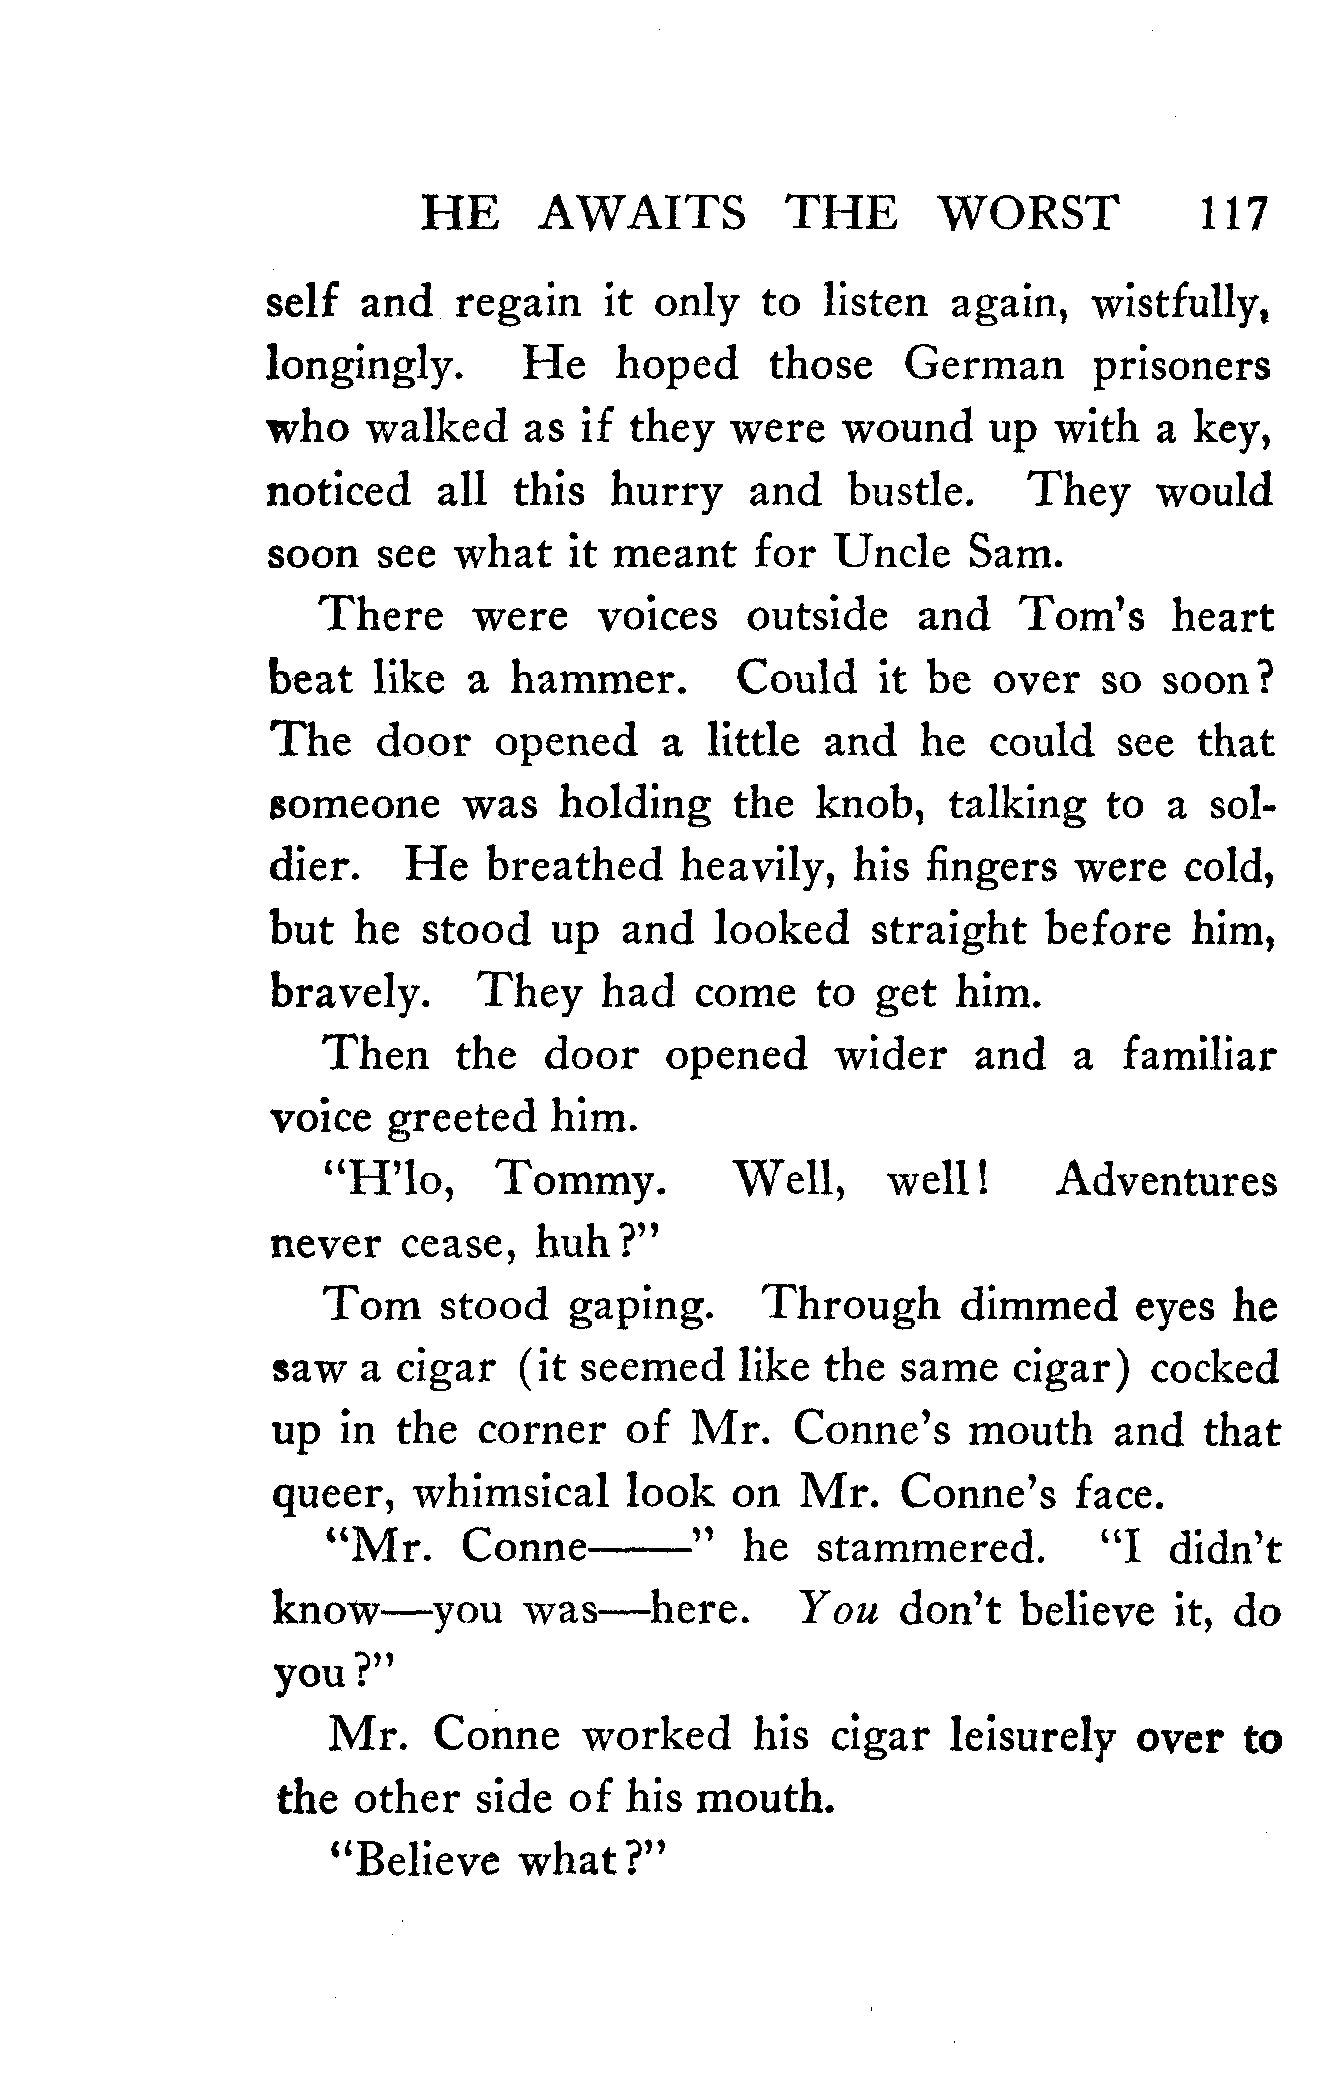 HE AWAITS THE WORST 117
self and regain it only to listen again, wistfully,
longingly. He hoped those German prisoners
who walked as if they were wound up with a key,
noticed all this hurry and bustle. They would
soon see what it meant for Uncle Sam.
There were voices outside and Tom's heart
beat like a hammer. Could it be over so soon?
The door opened a little and he could see that
someone was holding the knob, talking to a sol-
dier. He breathed heavily, his fingers were cold,
but he stood up and looked straight before him,
bravely. They had come to get him.
Then the door opened wider and a familiar
voice greeted him.
"H'lo, Tommy. Well, well! Adventures
never cease, huh?"
Tom stood gaping. Through dimmed eyes he
saw a cigar (it seemed like the same cigar) cocked
up in the corner of Mr. Conne's mouth and that
queer, whimsical look on Mr. Conne's face.
"Mr. Conne——" he stammered. "I didn't
know—you was—here. You don't believe it, do
you?"
Mr. Conne worked his cigar leisurely over to
the other side of his mouth.
"Believe what?"